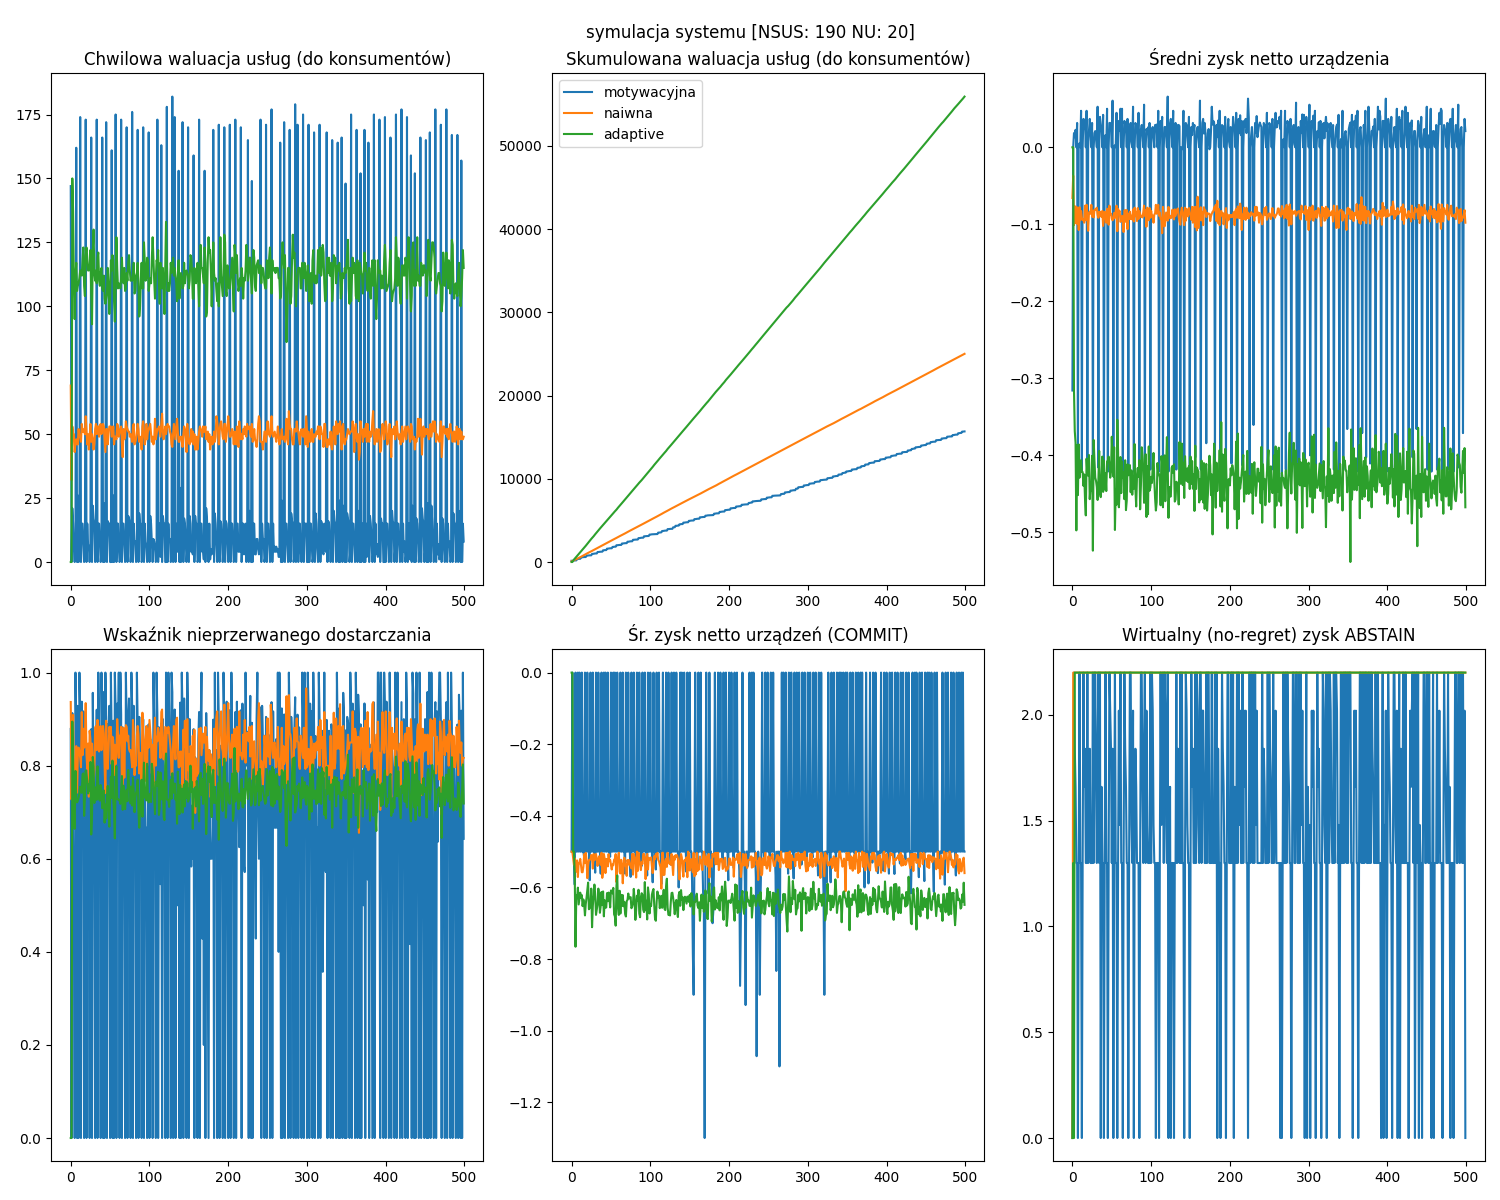 symulacja systemu [NSUS: 190 NU: 20]
Chwilowa waluacja usług (do konsumentów)
175
150
125
100
75
50
25
0
0 100 200 300 400 500
Skumulowana waluacja usług (do konsumentów)
motywacyjna
naiwna
adaptive
50000
40000
30000
20000
10000
0
0 100 200 300 400 500
Średni zysk netto urządzenia
0.0
−0.1
−0.2
−0.3
−0.4
−0.5
0 100 200 300 400 500
Wskaźnik nieprzerwanego dostarczania
1.0
0.8
0.6
0.4
0.2
0.0
0 100 200 300 400 500
Śr. zysk netto urządzeń (COMMIT)
0.0
−0.2
−0.4
−0.6
−0.8
−1.0
−1.2
0 100 200 300 400 500
Wirtualny (no-regret) zysk ABSTAIN
2.0
1.5
1.0
0.5
0.0
0 100 200 300 400 500